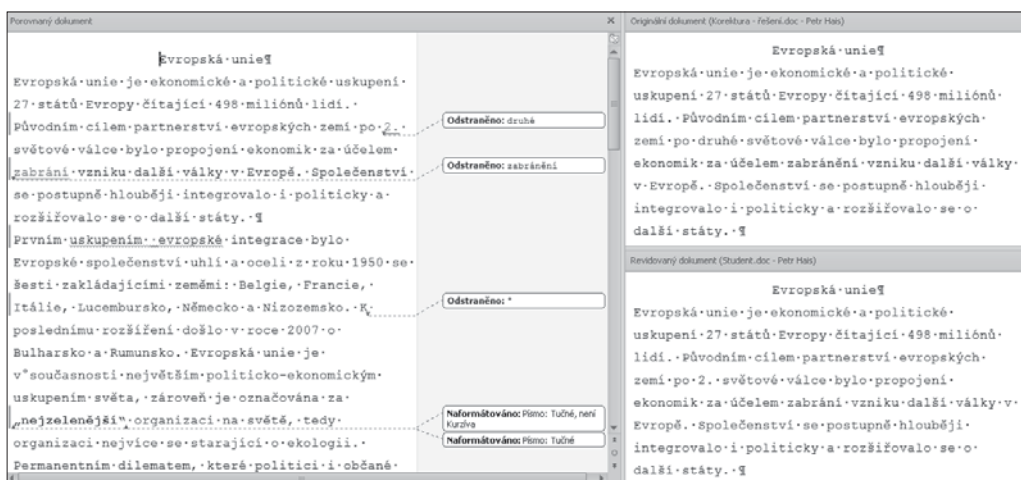 Porovnaný dokument
Evropská·unie¶
Evropská·unie·je·ekonomické·a·politické·uskupení·
27·států·Evropy·čítající·498·miliónů·lidí.·
Původním·cílem·partnerství·evropských·zemí·po·2.·
světové·válce·bylo·propojení·ekonomik·za·účelem·
zabrání·vzniku·další·války·v·Evropě.·Společenství·
se·postupně·hlouběji·integrovalo·i·politicky·a·
rozšiřovalo·se·o·další·státy.·¶
Prvním·uskupením··evropské·integrace·bylo·
Evropské·společenství·uhlí·a·oceli·z·roku·1950·se·
šesti·zakládajícími·zeměmi:·Belgie,·Francie,·
Itálie,·Lucembursko,·Německo·a·Nizozemsko.·K
poslednímu·rozšíření·došlo·v·roce·2007·o·
Bulharsko·a·Rumunsko.·Evropská·unie·je·
v°současnosti·největším·politicko-ekonomickým·
uskupením·světa,·zároveň·je·označována·za·
„nejzelenější“·organizaci·na·světě,·tedy·
organizaci·nejvíce·se·starající·o·ekologii.·
Permanentním·dilematem,·které·politici·i·občané·
Odstraněno: druhé
Odstraněno: zabránění
Odstraněno: °
Naformátováno: Písmo: Tučné, není
Kurzíva
Naformátováno: Písmo: Tučné
Originální dokument (Korektura - řešení.doc - Petr Hais)
Evropská·unie¶
Evropská·unie·je·ekonomické·a·politické·
uskupení·27·států·Evropy·čítající·498·miliónů·
lidí.·Původním·cílem·partnerství·evropských·
zemí·po·druhé·světové·válce·bylo·propojení·
ekonomik·za·účelem·zabránění·vzniku·další·války·
v·Evropě.·Společenství·se·postupně·hlouběji·
integrovalo·i·politicky·a·rozšiřovalo·se·o·
další·státy.·¶
Revidovaný dokument (Student.doc - Petr Hais)
Evropská·unie¶
Evropská·unie·je·ekonomické·a·politické·
uskupení·27·států·Evropy·čítající·498·miliónů·
lidí.·Původním·cílem·partnerství·evropských·
zemí·po·2.·světové·válce·bylo·propojení·
ekonomik·za·účelem·zabrání·vzniku·další·války·v·
Evropě.·Společenství·se·postupně·hlouběji·
integrovalo·i·politicky·a·rozšiřovalo·se·o·
další·státy.·¶